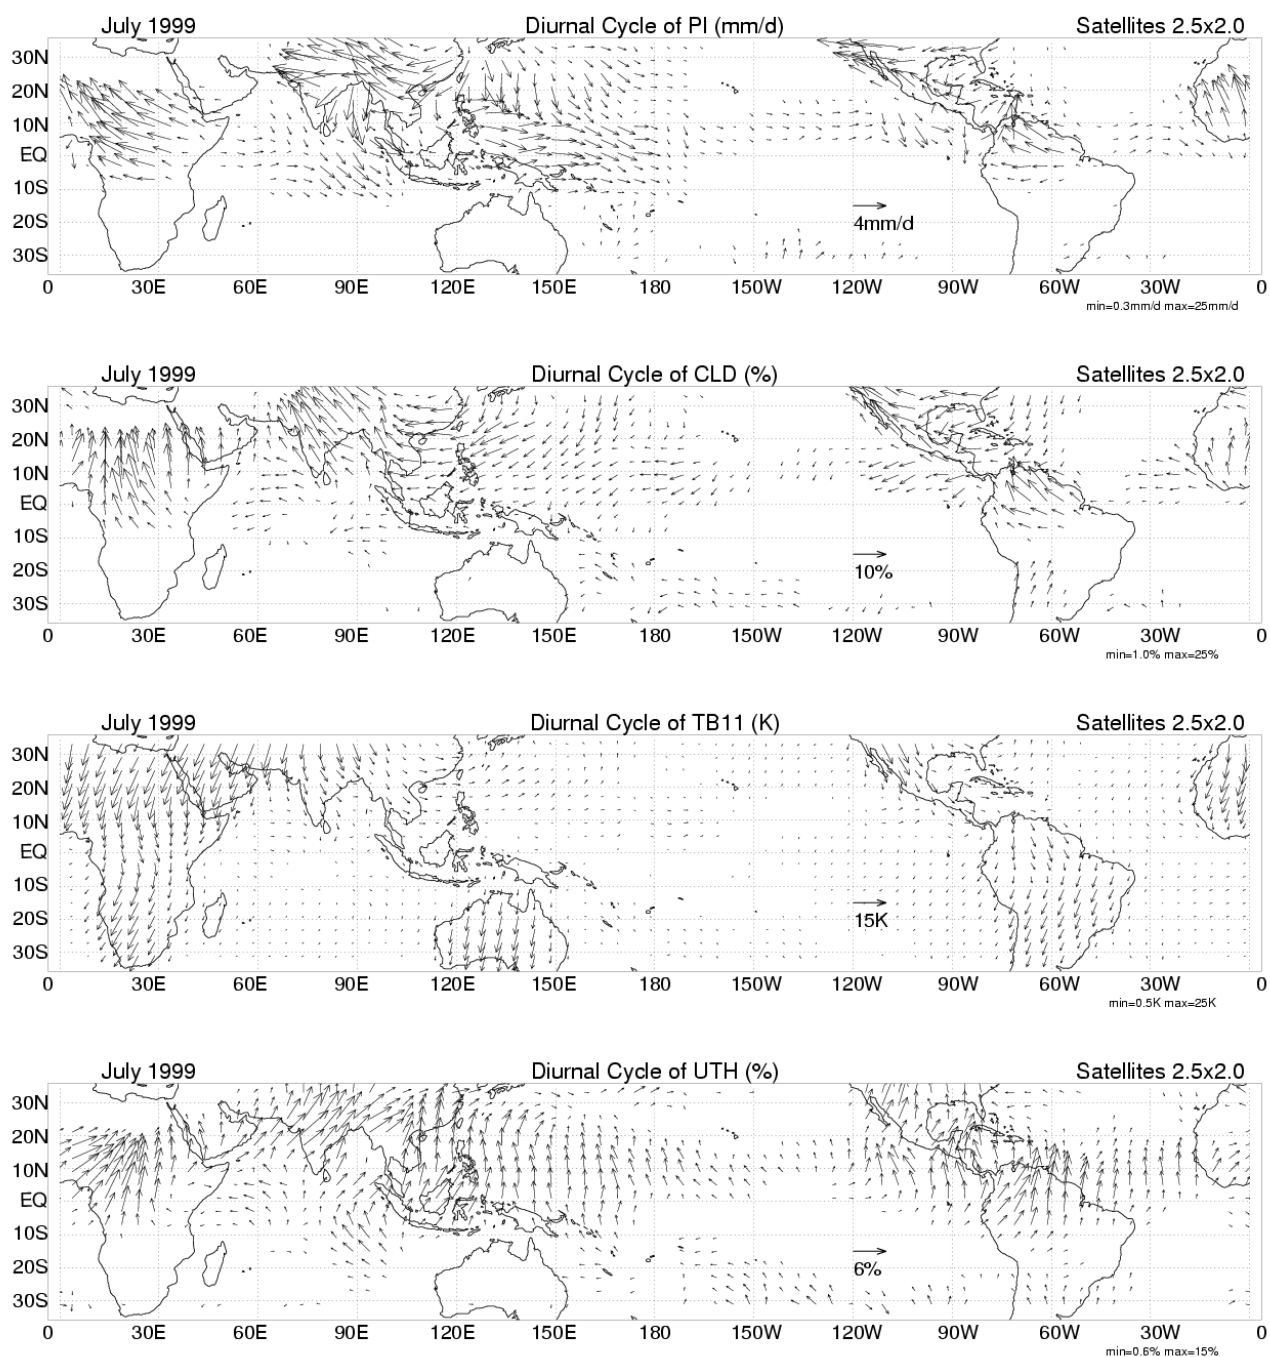 July 1999 Diurnal Cycle of PI (mm/d) Satellites 2.5x2.0
30N
20N
10N
EQ
10S
20S
30S
4mm/d
0 30E 60E 90E 120E 150E 180 150W 120W 90W 60W 30W 0
min=0.3mm/d max=25mm/d
July 1999 Diurnal Cycle of CLD (%) Satellites 2.5x2.0
30N
20N
10N
EQ
10S
20S
30S
10%
0 30E 60E 90E 120E 150E 180 150W 120W 90W 60W 30W 0
min=1.0% max=25%
July 1999 Diurnal Cycle of TB11 (K) Satellites 2.5x2.0
30N
20N
10N
EQ
10S
20S
30S
15K
0 30E 60E 90E 120E 150E 180 150W 120W 90W 60W 30W 0
min=0.5K max=25K
July 1999 Diurnal Cycle of UTH (%) Satellites 2.5x2.0
30N
20N
10N
EQ
10S
20S
30S
6%
0 30E 60E 90E 120E 150E 180 150W 120W 90W 60W 30W 0
min=0.6% max=15%